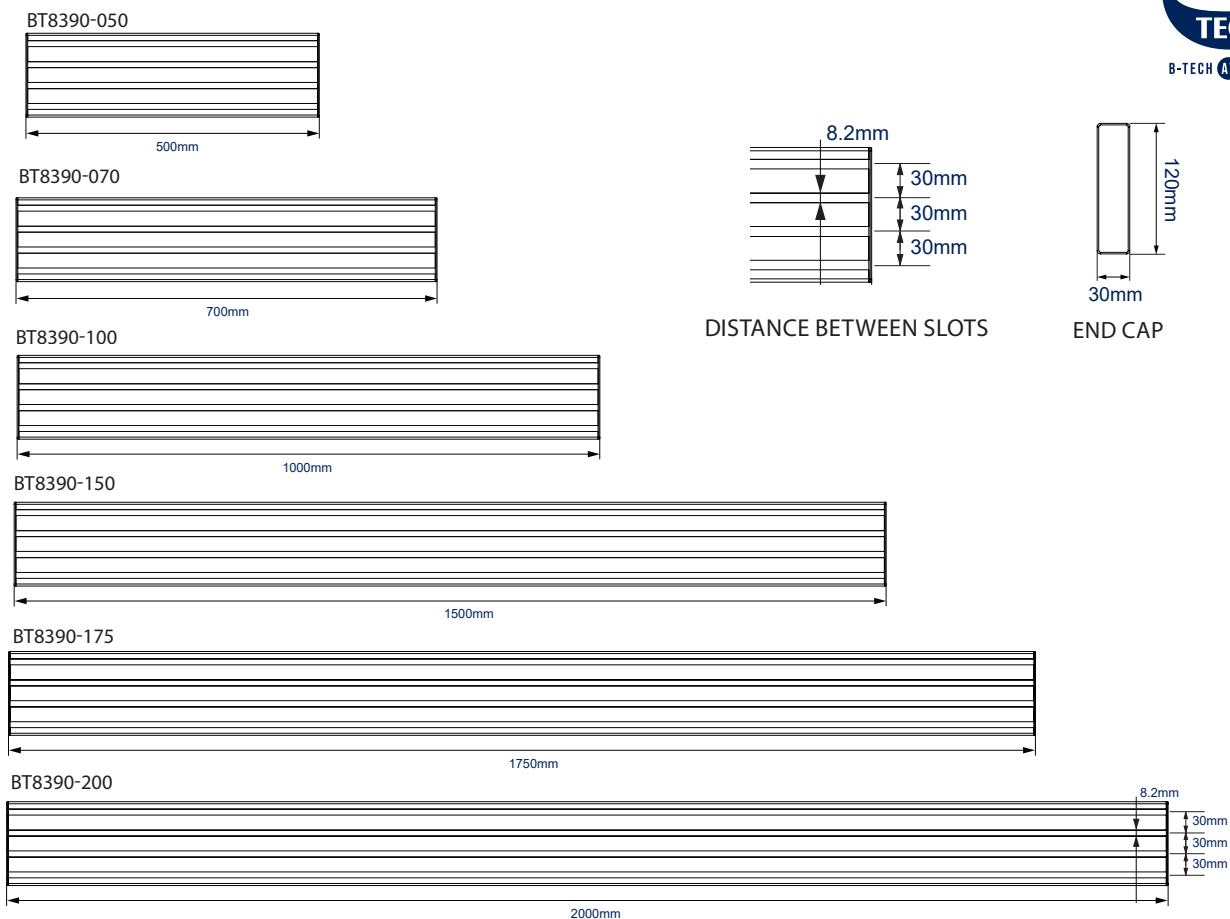 BT8390-050
500mm
BT8390-070
700mm
BT8390-100
1000mm
BT8390-150
1500mm
BT8390-175
1750mm
BT8390-200
8.2mm
30mm
30mm
30mm
2000mm
8.2mm
30mm
30mm
30mm
DISTANCE BETWEEN SLOTS
120mm
30mm
END CAP
B-TECH